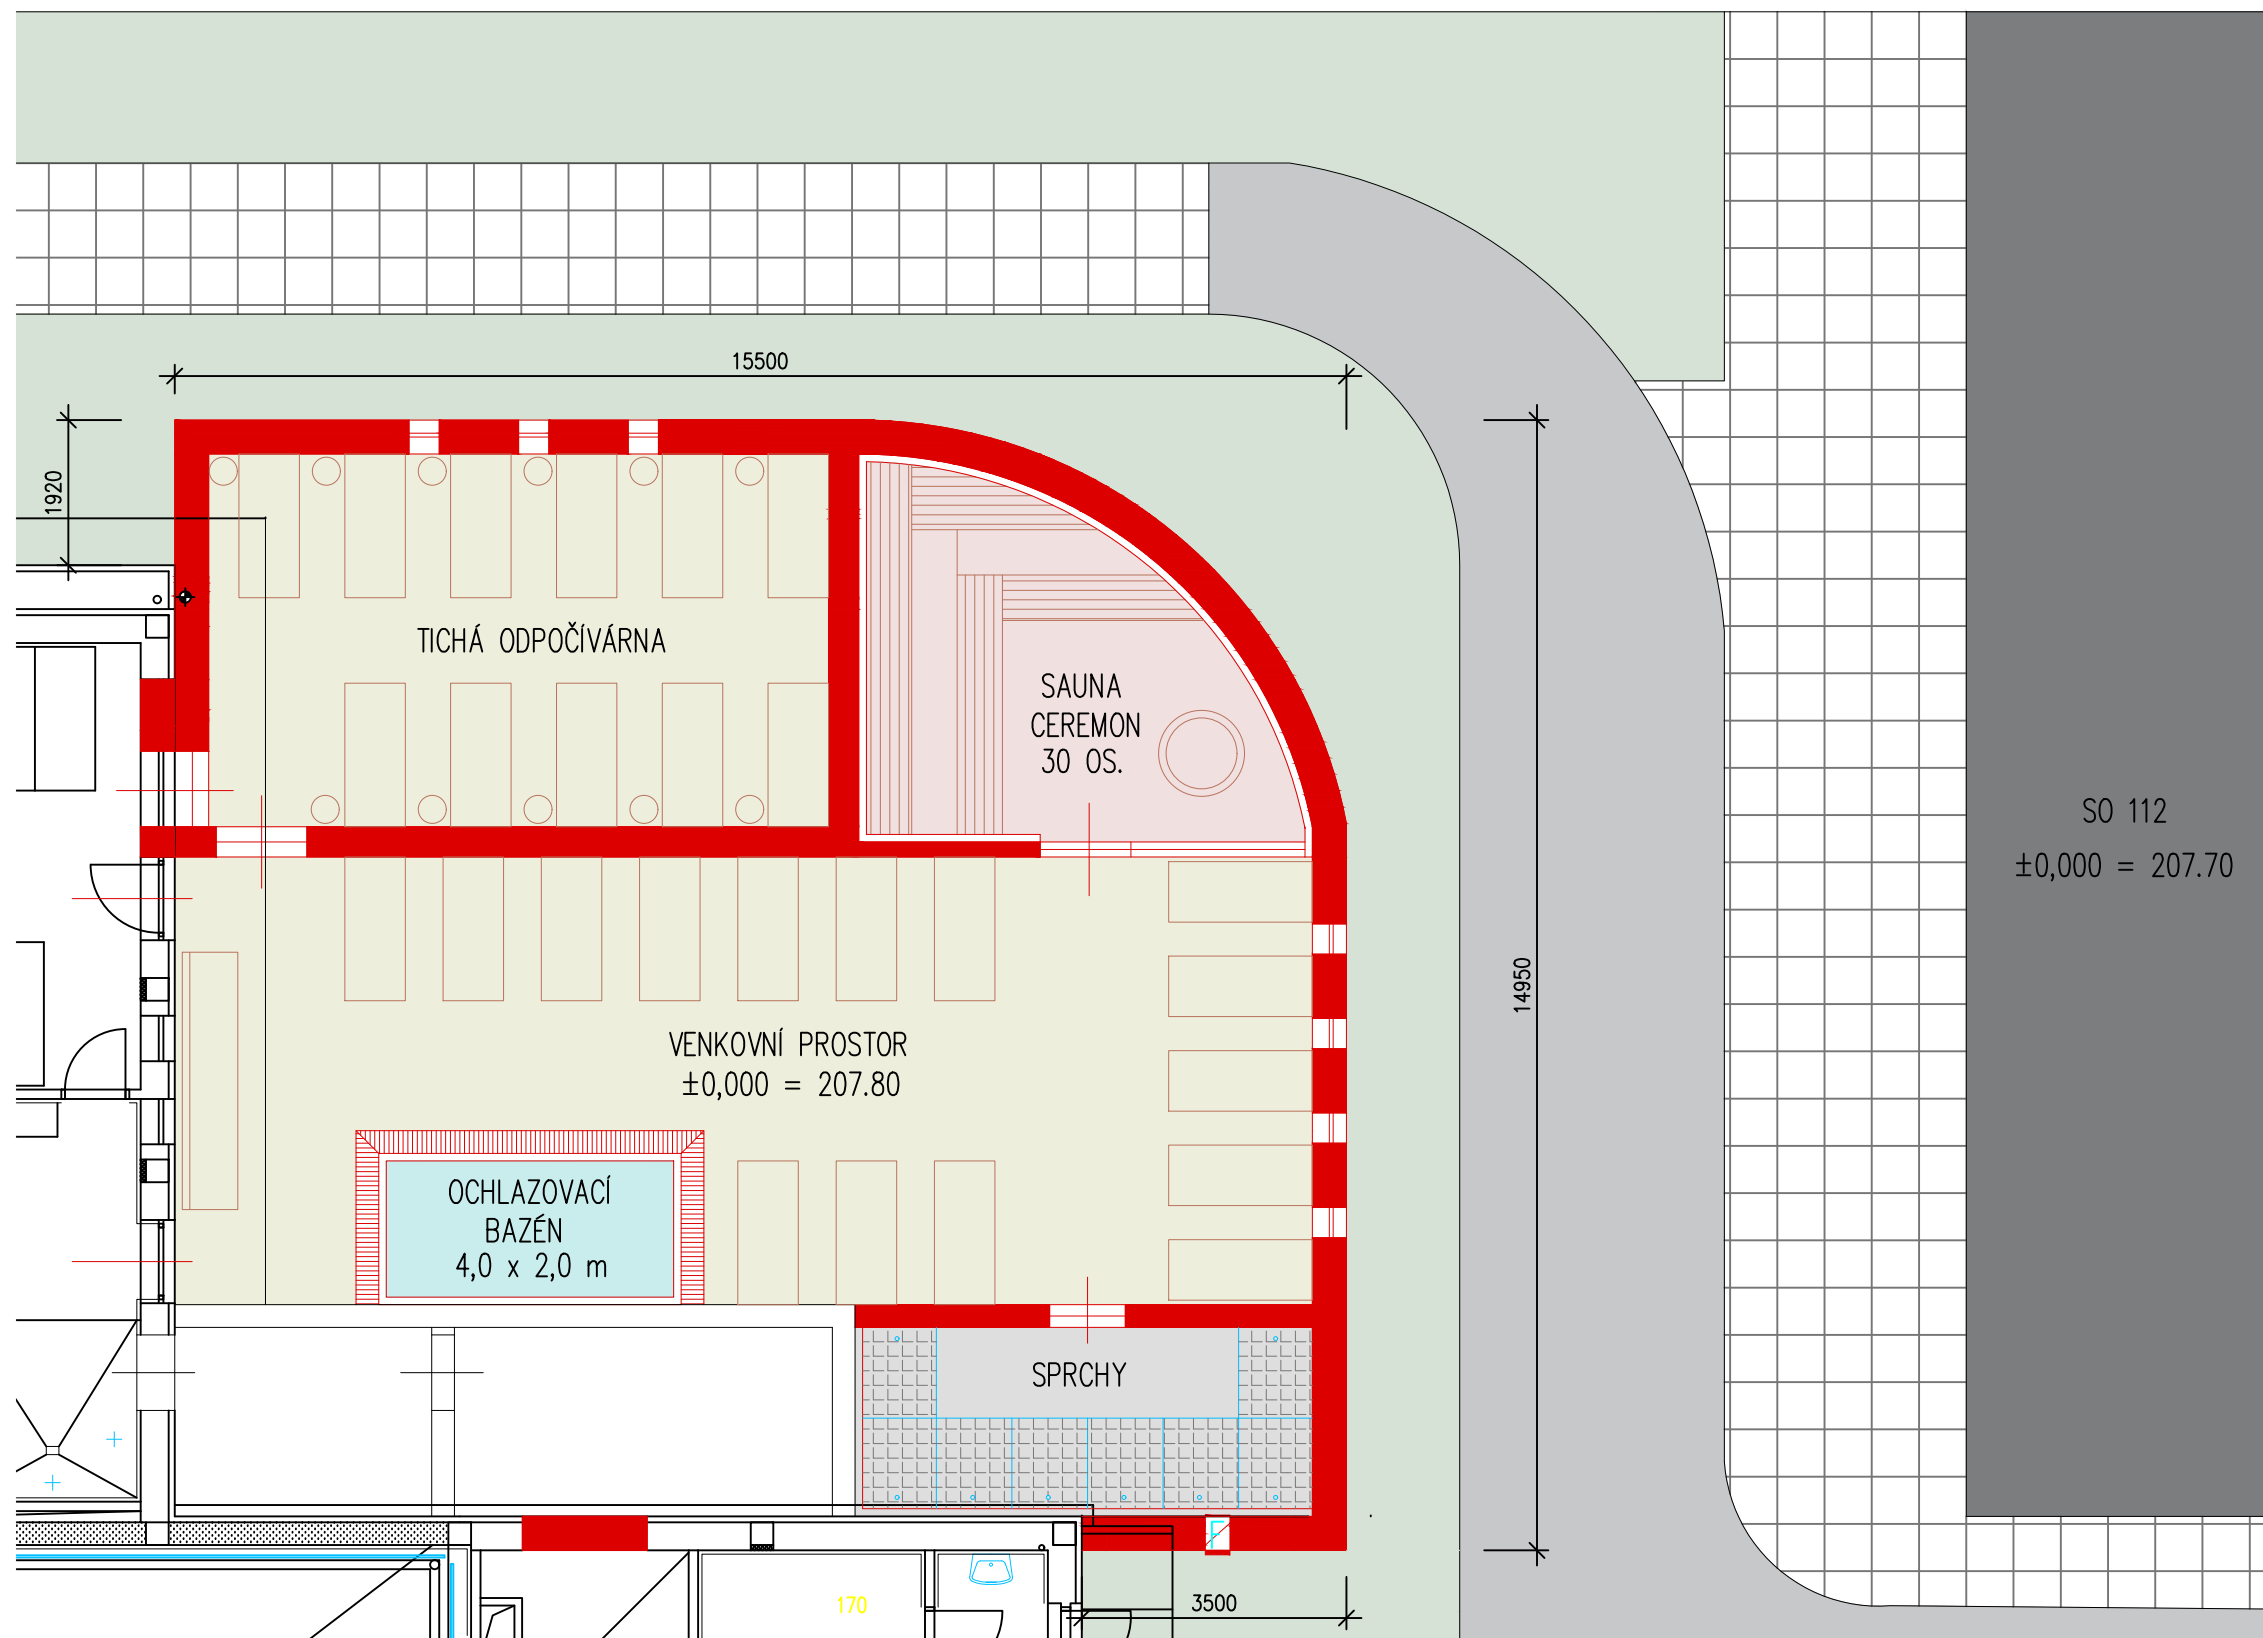 15500
1920
TICHÁ ODPOČÍVÁRNA
SAUNA
CEREMON
30 OS.
SO 112
±0,000 = 207.70
14950
VENKOVNÍ PROSTOR
±0,000 = 207.80
OCHLAZOVACÍ
BAZÉN
4,0 x 2,0 m
SPRCHY
F
170
3500